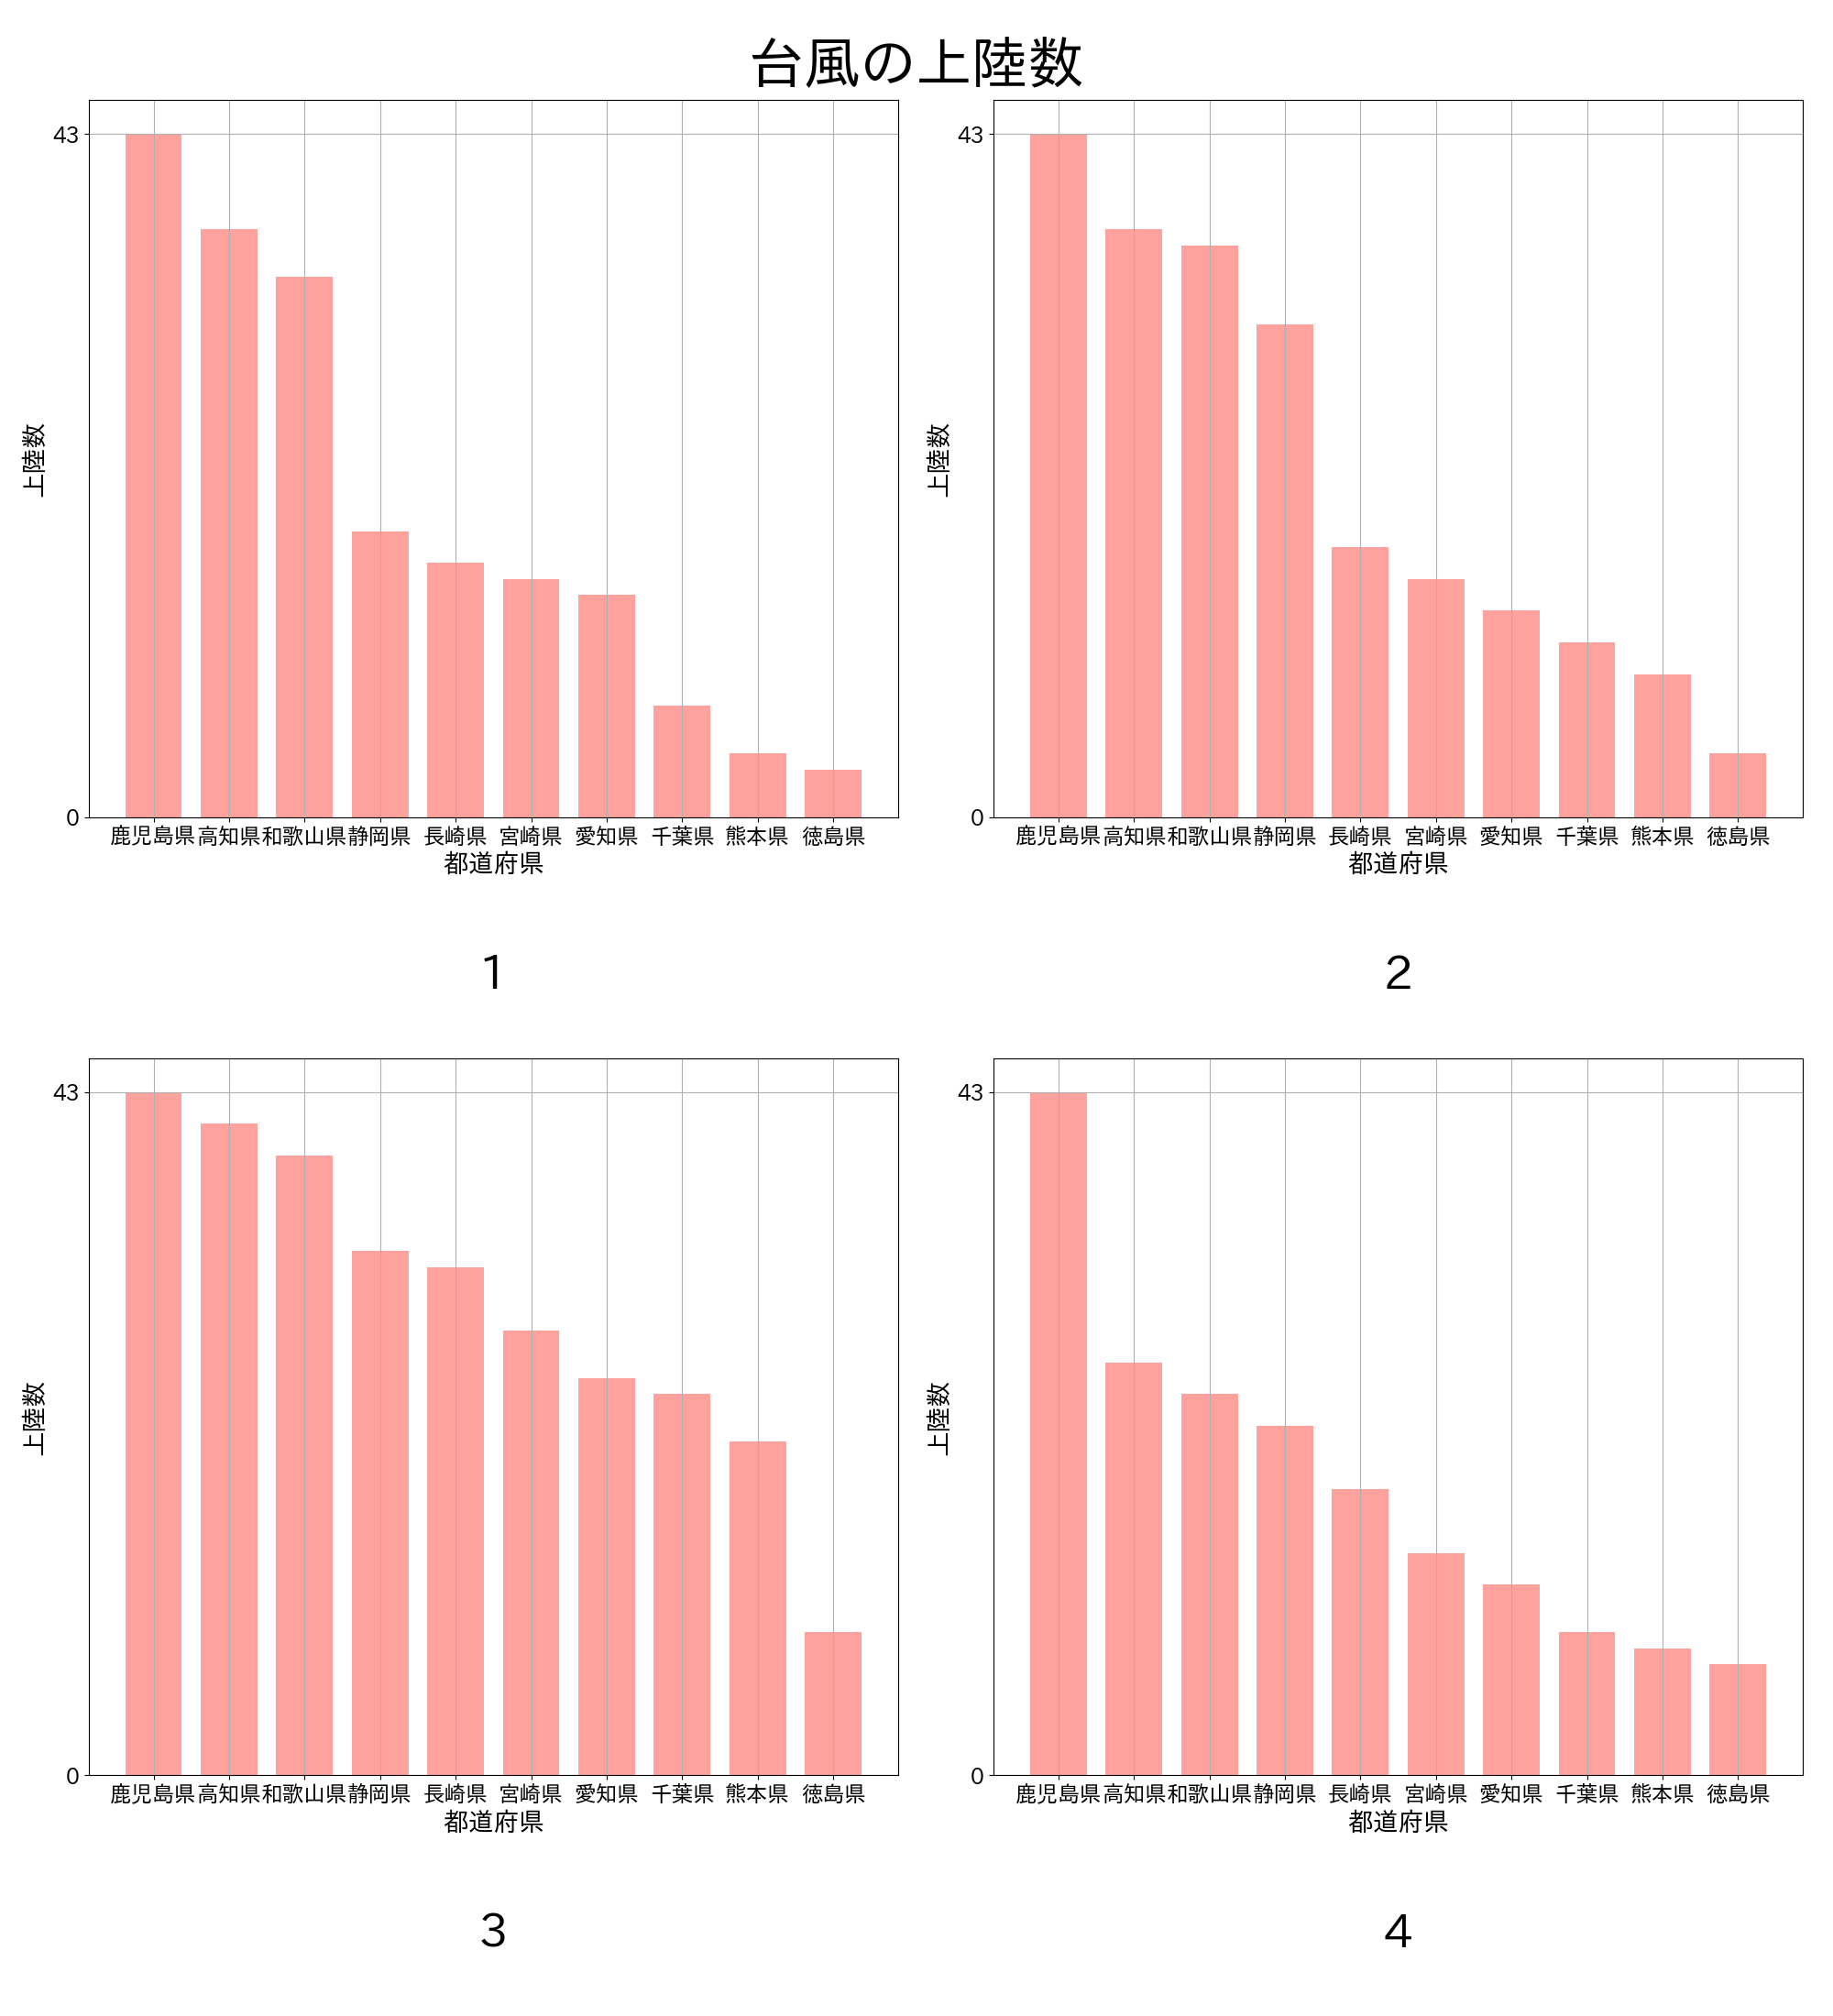 台風の上陸数
43
0
上陸数
鹿児島県 高知県 和歌山県 静岡県 長崎県 宮崎県 愛知県 千葉県 熊本県 徳島県
都道府県
1
43
0
上陸数
鹿児島県 高知県 和歌山県 静岡県 長崎県 宮崎県 愛知県 千葉県 熊本県 徳島県
都道府県
2
43
0
上陸数
鹿児島県 高知県 和歌山県 静岡県 長崎県 宮崎県 愛知県 千葉県 熊本県 徳島県
都道府県
3
43
0
上陸数
鹿児島県 高知県 和歌山県 静岡県 長崎県 宮崎県 愛知県 千葉県 熊本県 徳島県
都道府県
4